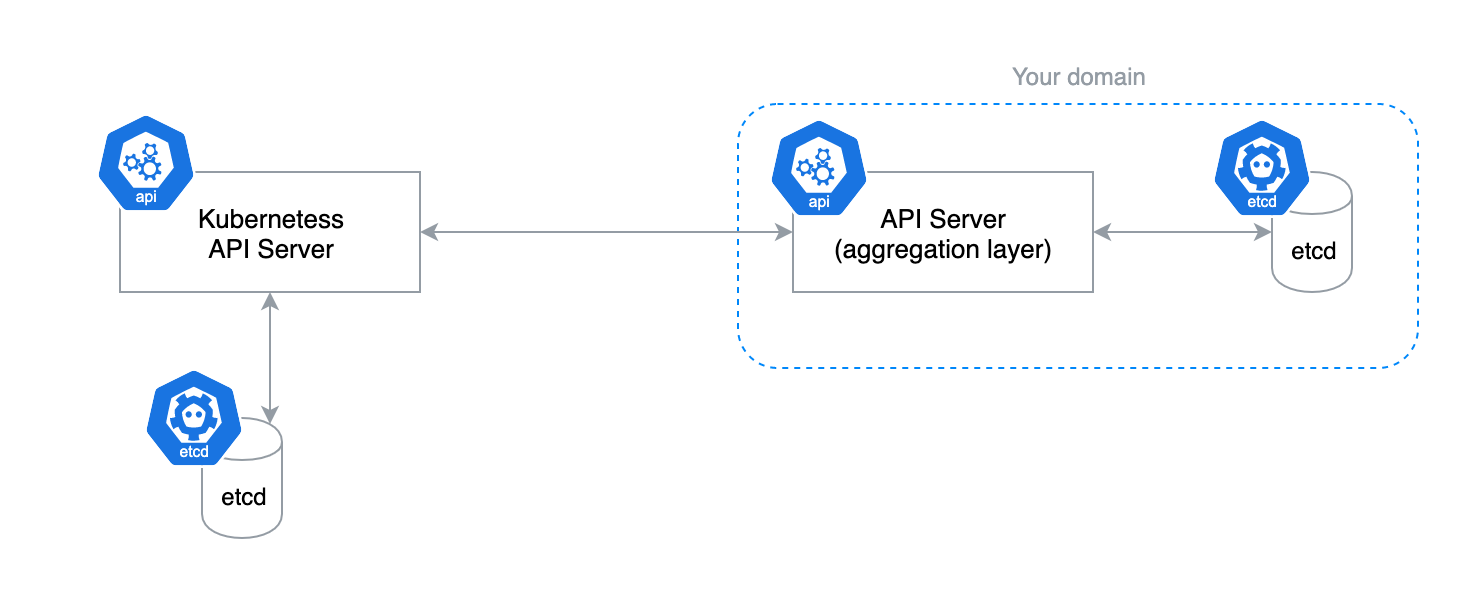 Your domain
api
Kubernetess
API Server
api
API Server
(aggregation layer)
etcd
etcd
etcd
etcd